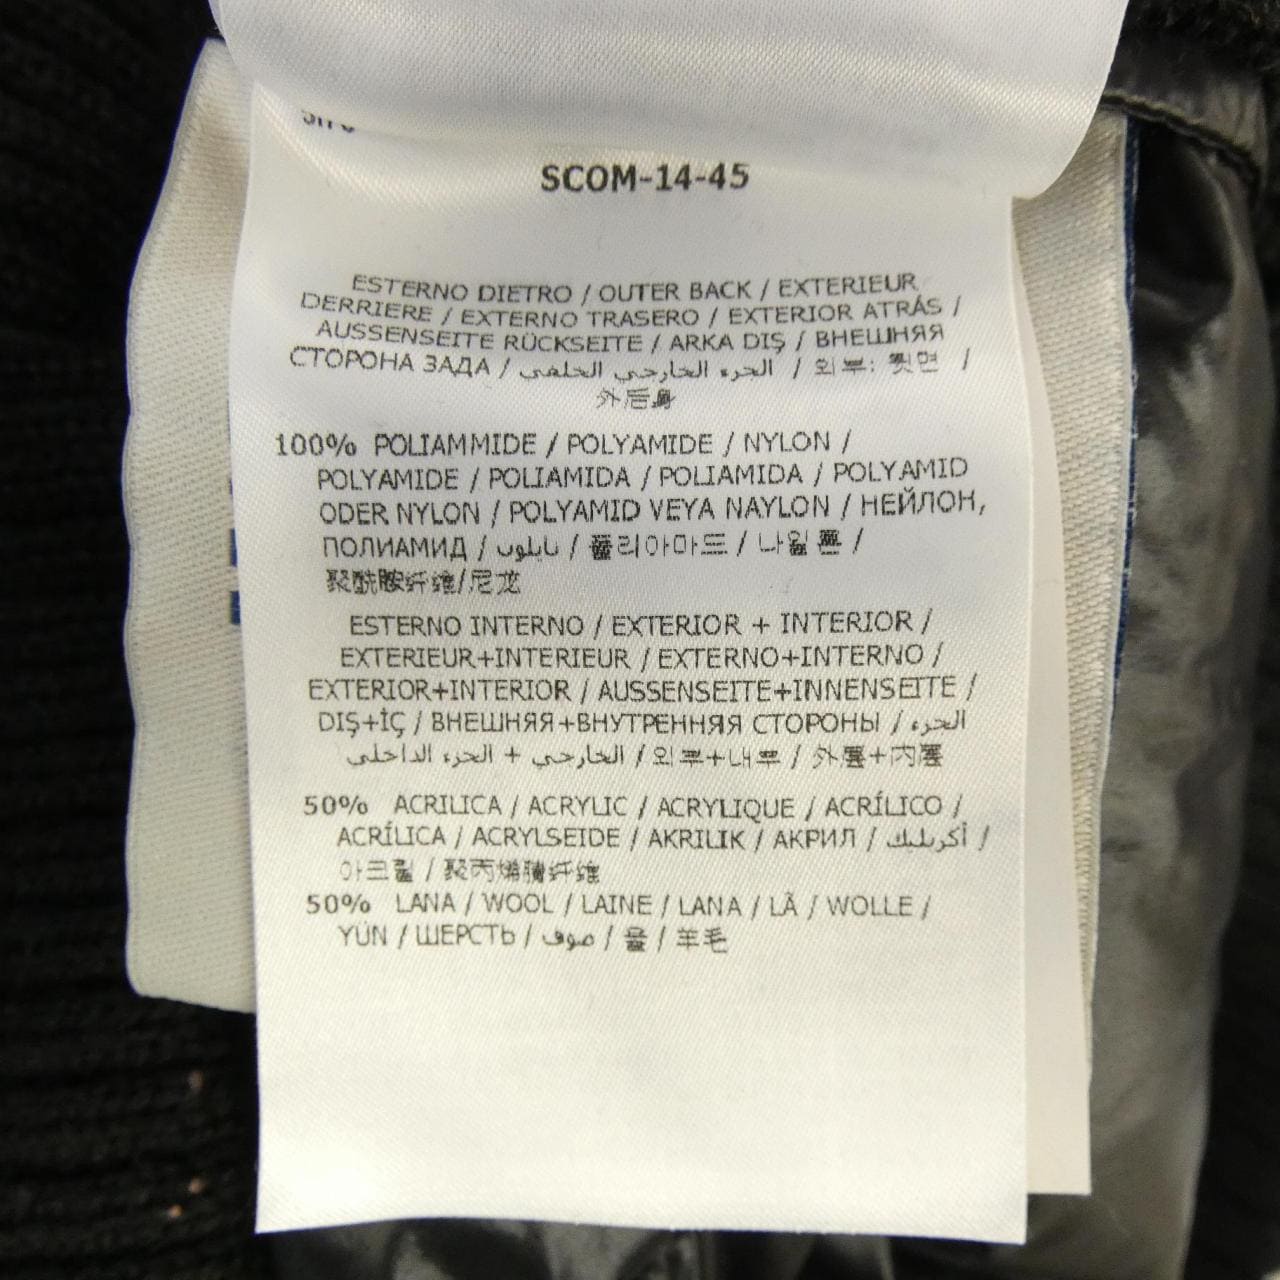 SCOM-14-45
ESTERNO DIETRO / OUTER BACK / EXTERIEUR
DERRIERE / EXTERNO TRASERO / EXTERIOR ATRÁS /
AUSSENSEITE RÜCKSEITE / ARKA DIŞ / ВНЕШНЯЯ
СТОРОНА ЗАДА / الجزء الخارجي الخلفي / 외부: 뒷면 /
外后身
100% POLIAMMIDE / POLYAMIDE / NYLON /
POLYAMIDE / POLIAMIDA / POLIAMIDA / POLYAMID
ODER NYLON / POLYAMID VEYA NAYLON / НЕЙЛОН,
ПОЛИАМИД / نايلون / 폴리아마드 / 나일론 /
聚酰胺纤维/尼龙
ESTERNO INTERNO / EXTERIOR + INTERIOR /
EXTERIEUR+INTERIEUR / EXTERNO+INTERNO /
EXTERIOR+INTERIOR / AUSSENSEITE+INNENSEITE /
DIŞ+İÇ / ВНЕШНЯЯ+ВНУТРЕННЯЯ СТОРОНЫ / الجزء
الخارجي + الجزء الداخلي / 외부+내부 / 外层+内层
50% ACRILICA / ACRYLIC / ACRYLIQUE / ACRÍLICO /
ACRÍLICA / ACRYLSEIDE / AKRILIK / АКРИЛ / أكريليك /
아크릴 / 聚丙烯腈纤维
50% LANA / WOOL / LAINE / LANA / LÃ / WOLLE /
YÜN / ШЕРСТЬ / صوف / 울 / 羊毛